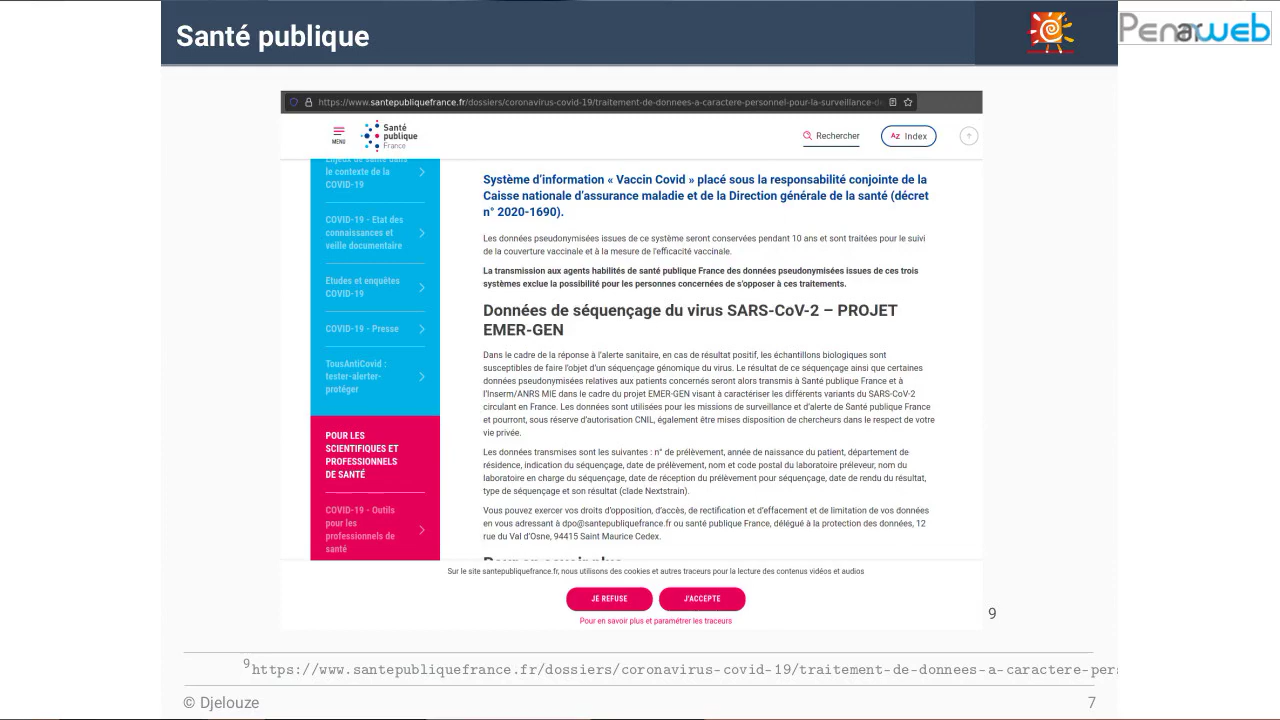 Santé publique
Penarweb
https://www.santepubliquefrance.fr/dossiers/coronavirus-covid-19/traitement-de-donnees-a-caractere-personnel-pour-la-surveillance-d
MENU
Santé
publique
France
Rechercher
AZ Index
Enjeux de santé dans
le contexte de la
COVID-19
COVID-19 - Etat des
connaissances et
veille documentaire
Etudes et enquêtes
COVID-19
COVID-19 - Presse
TousAntiCovid :
tester-alerter-
protéger
POUR LES
SCIENTIFIQUES ET
PROFESSIONNELS
DE SANTÉ
COVID-19 - Outils
pour les
professionnels de
santé
Système d’information « Vaccin Covid » placé sous la responsabilité conjointe de la
Caisse nationale d’assurance maladie et de la Direction générale de la santé (décret
n° 2020-1690).
Les données pseudonymisées issues de ce système seront conservées pendant 10 ans et sont traitées pour le suivi
de la couverture vaccinale et à la mesure de l'efficacité vaccinale.
La transmission aux agents habilités de santé publique France des données pseudonymisées issues de ces trois
systèmes exclue la possibilité pour les personnes concernées de s’opposer à ces traitements.
Données de séquençage du virus SARS-CoV-2 – PROJET
EMER-GEN
Dans le cadre de la réponse à l’alerte sanitaire, en cas de résultat positif, les échantillons biologiques sont
susceptibles de faire l’objet d’un séquençage génomique du virus. Le résultat de ce séquençage ainsi que certaines
données pseudonymisées relatives aux patients concernés seront alors transmis à Santé publique France et à
l’Inserm/ANRS MIE dans le cadre du projet EMER-GEN visant à caractériser les différents variants du SARS-CoV-2
circulant en France. Les données sont utilisées pour les missions de surveillance et d’alerte de Santé publique France
et pourront, sous réserve d’autorisation CNIL, également être mises disposition de chercheurs dans le respect de votre
vie privée.
Les données transmises sont les suivantes : n° de prélèvement, année de naissance du patient, département de
résidence, indication du séquençage, date de prélèvement, nom et code postal du laboratoire préleveur, nom du
laboratoire en charge du séquençage, date de réception du prélèvement pour séquençage, date de rendu du résultat,
type de séquençage et son résultat (clade Nextstrain).
Vous pouvez exercer vos droits d’opposition, d’accès, de rectification et d’effacement et de limitation de vos données
en vous adressant à dpo@santepubliquefrance.fr ou santé publique France, délégué à la protection des données, 12
rue du Val d’Osne, 94415 Saint Maurice Cedex.
Pour en savoir plus
Sur le site santepubliquefrance.fr, nous utilisons des cookies et autres traceurs pour la lecture des contenus vidéos et audios
JE REFUSE
J'ACCEPTE
Pour en savoir plus et paramétrer les traceurs
9
9https://www.santepubliquefrance.fr/dossiers/coronavirus-covid-19/traitement-de-donnees-a-caractere-pers
© Djelouze
7